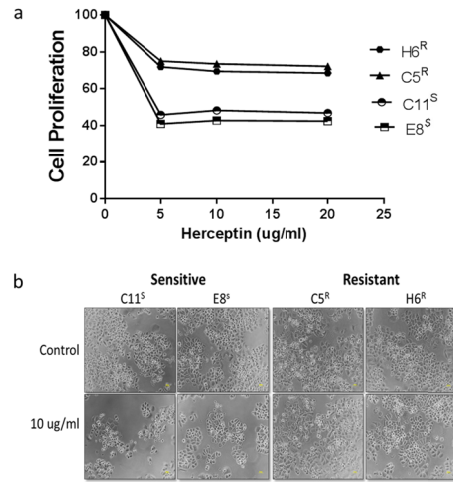 a
100
80
60
40
20
0
Cell Proliferation
0 5 10 15 20 25
Herceptin (ug/ml)
H6R
C5R
C11S
E8S
b
Sensitive Resistant
C11S E8s C5R H6R
Control
10 ug/ml